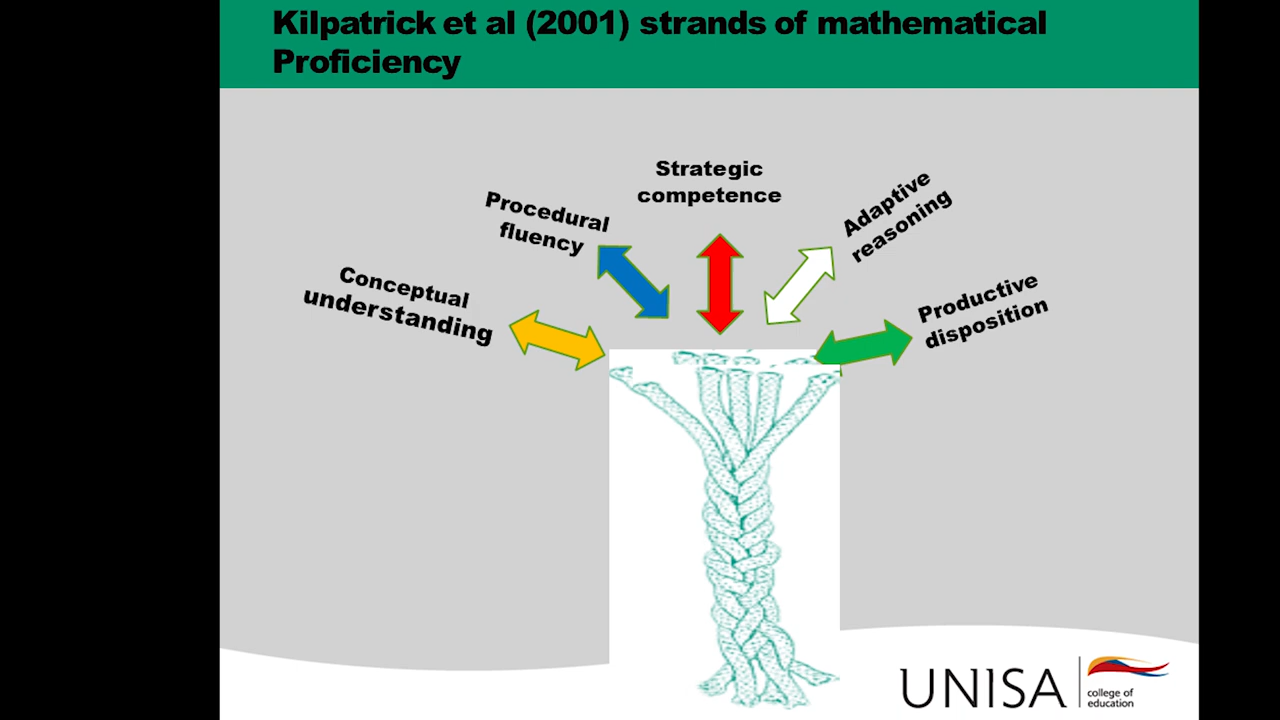 Kilpatrick et al (2001) strands of mathematical
Proficiency
Strategic
competence
Procedural
fluency
Adaptive
reasoning
Conceptual
understanding
Productive
disposition
UNISA
college of
education